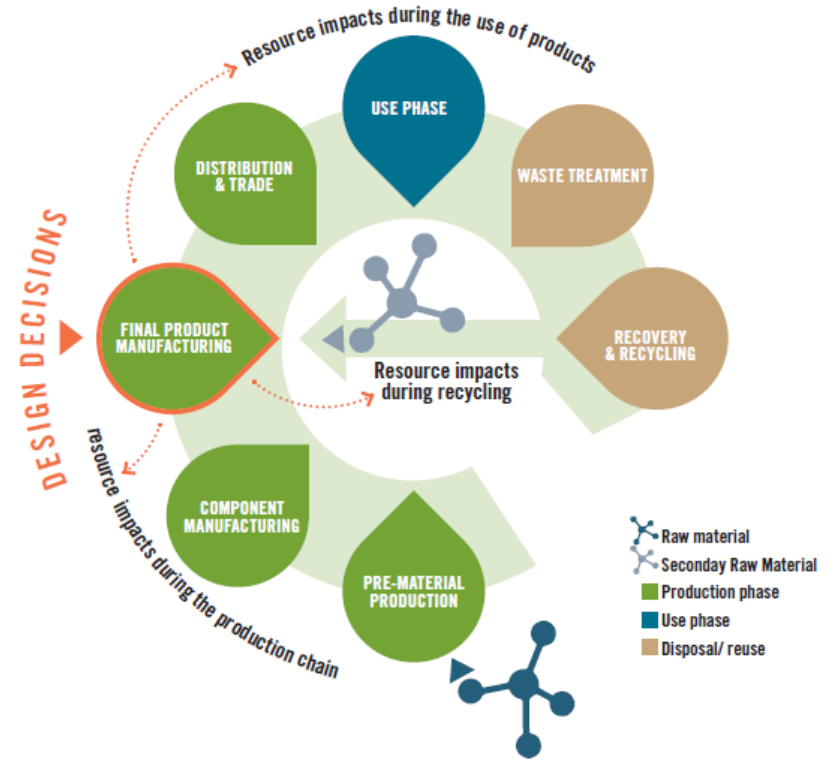 Resource impacts during the use of products
USE PHASE
DISTRIBUTION
& TRADE
WASTE TREATMENT
DESIGN DECISIONS
FINAL PRODUCT
MANUFACTURING
RECOVERY
& RECYCLING
Resource impacts
during recycling
resource impacts during the production chain
COMPONENT
MANUFACTURING
PRE-MATERIAL
PRODUCTION
Raw material
Seconday Raw Material
Production phase
Use phase
Disposal/ reuse